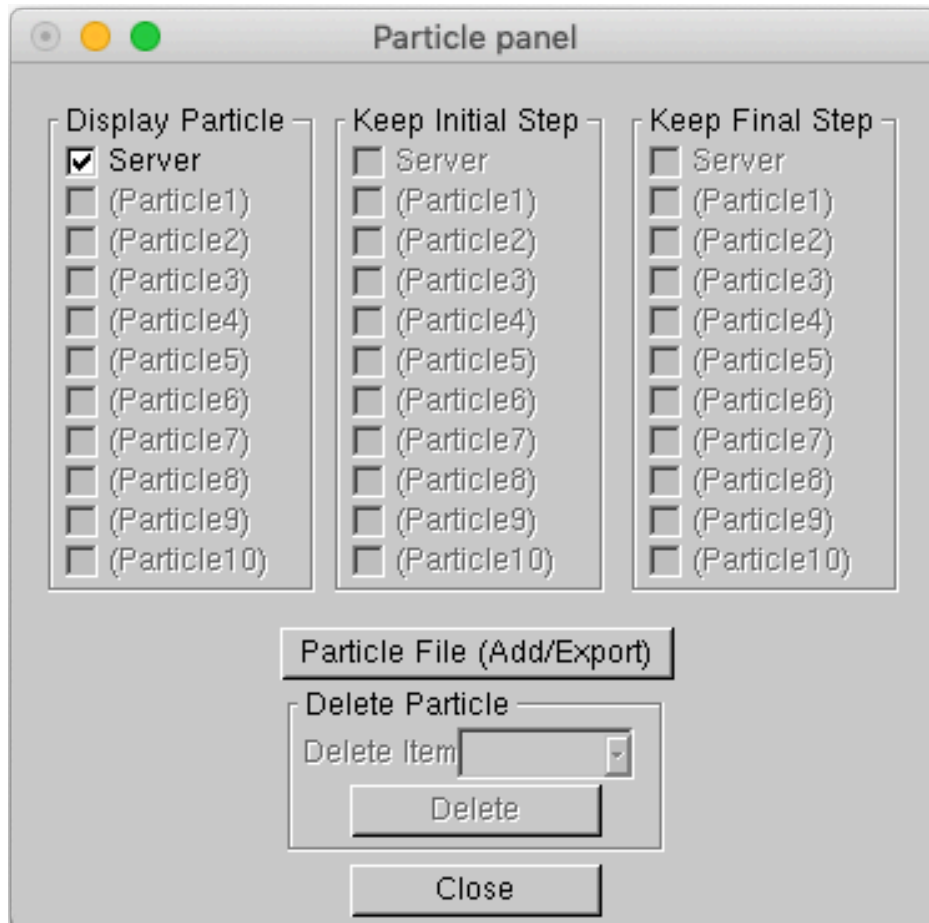 Particle panel
Display Particle
Server
(Particle1)
(Particle2)
(Particle3)
(Particle4)
(Particle5)
(Particle6)
(Particle7)
(Particle8)
(Particle9)
(Particle10)
Keep Initial Step
Server
(Particle1)
(Particle2)
(Particle3)
(Particle4)
(Particle5)
(Particle6)
(Particle7)
(Particle8)
(Particle9)
(Particle10)
Keep Final Step
Server
(Particle1)
(Particle2)
(Particle3)
(Particle4)
(Particle5)
(Particle6)
(Particle7)
(Particle8)
(Particle9)
(Particle10)
Particle File (Add/Export)
Delete Particle
Delete Item
Delete
Close